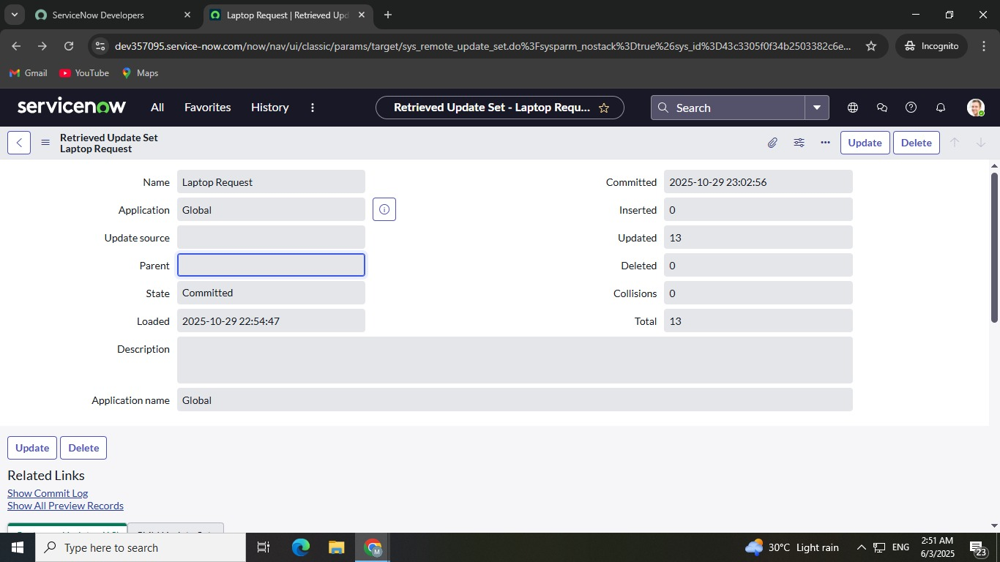 ServiceNow Developers
Laptop Request | Retrieved Upd
dev357095.service-now.com/now/nav/ui/classic/params/target/sys_remote_update_set.do%3Fsysparm_nostack%3Dtrue%26sys_id%3D43c3305f0f34b2503382c6e...
Incognito
Gmail
YouTube
Maps
servicenow
All
Favorites
History
Retrieved Update Set - Laptop Requ...
Search
Retrieved Update Set
Laptop Request
Update
Delete
Name
Laptop Request
Committed
2025-10-29 23:02:56
Application
Global
Inserted
0
Update source
Updated
13
Parent
Deleted
0
State
Committed
Collisions
0
Loaded
2025-10-29 22:54:47
Total
13
Description
Application name
Global
Update
Delete
Related Links
Show Commit Log
Show All Preview Records
Type here to search
M
30°C Light rain
ENG
2:51 AM
6/3/2025
23